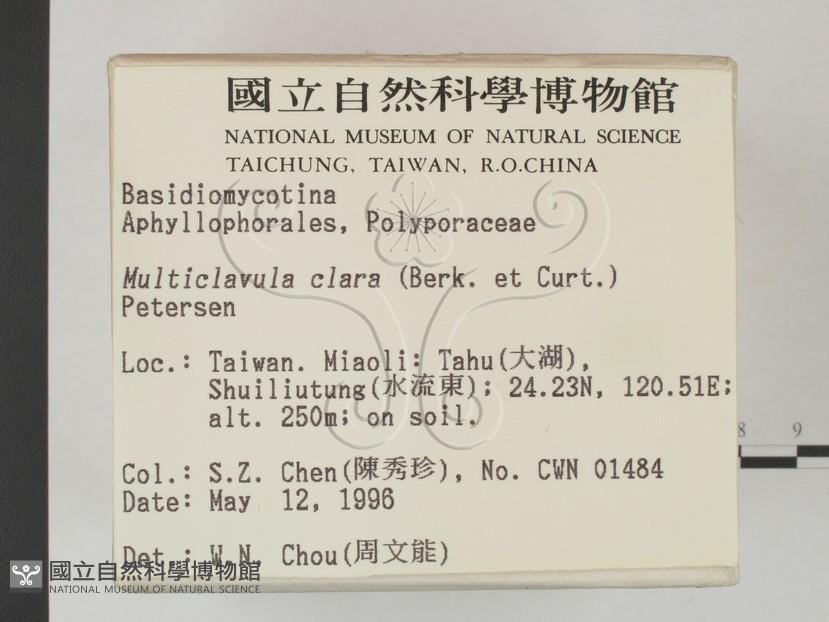 國立自然科學博物館
NATIONAL MUSEUM OF NATURAL SCIENCE
TAICHUNG, TAIWAN, R.O.CHINA
Basidiomycotina
Aphyllophorales, Polyporaceae
Multiclavula clara (Berk. et Curt.)
Petersen
Loc.: Taiwan. Miaoli: Tahu(大湖),
Shuiliutung(水流東); 24.23N, 120.51E;
alt. 250m; on soil.
8 9
Col.: S.Z. Chen(陳秀珍), No. CWN 01484
Date: May 12, 1996
Det.: W.N. Chou(周文能)
國立自然科學博物館
NATIONAL MUSEUM OF NATURAL SCIENCE